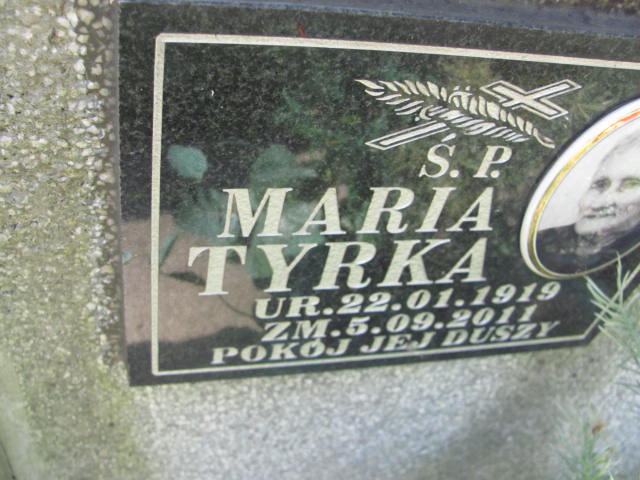 Ś. P.
MARIA
TYRKA
UR.22.01.1919
ZM.5.09.2011
POKÓJ JEJ DUSZY